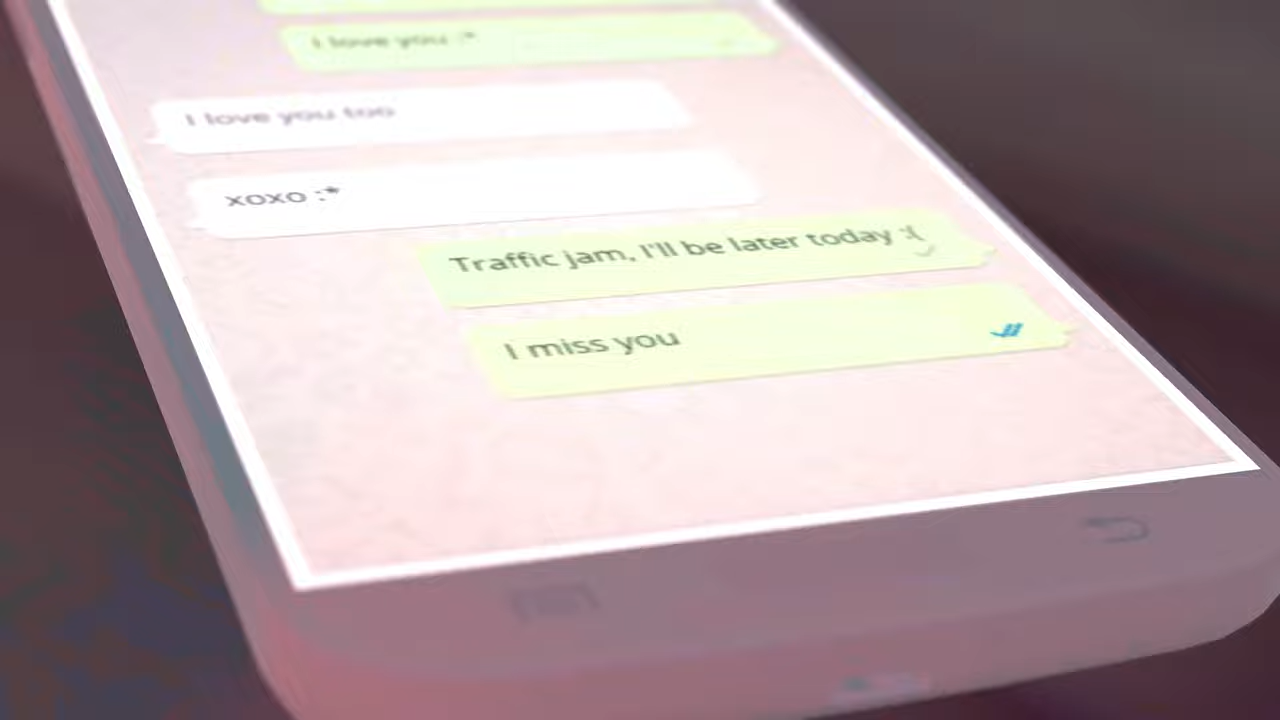 I love you :*
I love you too
xoxo :*
Traffic jam, I'll be later today :(
I miss you